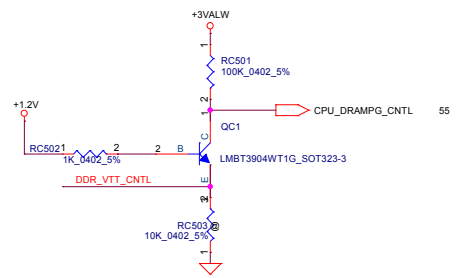 +3VALW
1
RC501
100K_0402_5%
2
+1.2V
1
CPU_DRAMPG_CNTL 55
QC1
C
RC502 1 2 2 B
1K_0402_5%
LMBT3904WT1G_SOT323-3
DDR_VTT_CNTL
E
2
RC503 @
10K_0402_5%
1